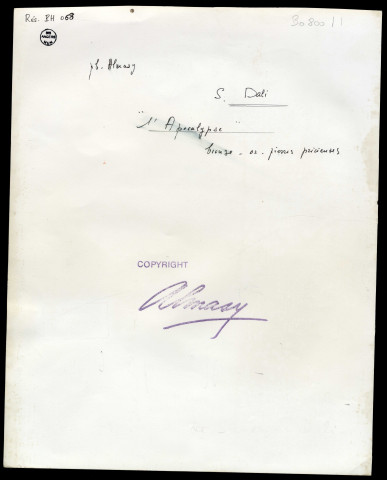 Rés. BH 068
30800 11
ph. Almasy
S. Dali
"l'Apocalypse"
bronze - or - pierres précieuses
COPYRIGHT
Almasy